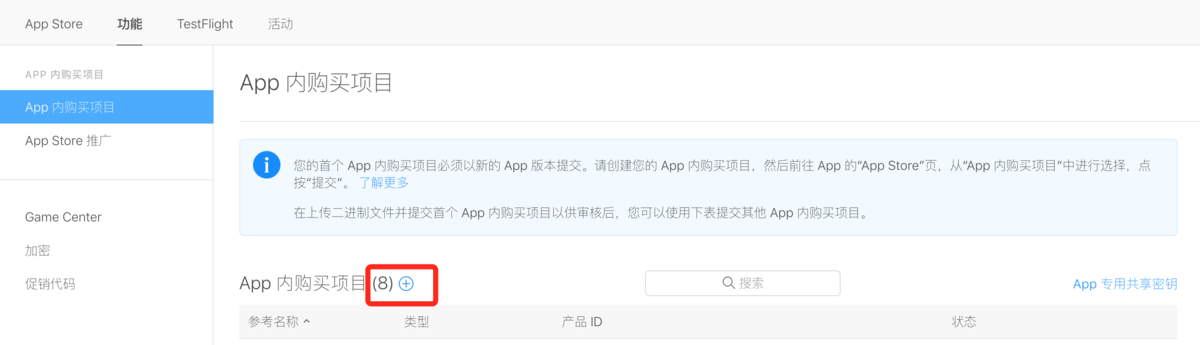 App Store 功能 TestFlight 活动
APP 内购买项目
App 内购买项目
App Store 推广
Game Center
加密
促销代码
App 内购买项目
您的首个 App 内购买项目必须以新的 App 版本提交。请创建您的 App 内购买项目，然后前往 App 的“App Store”页，从“App 内购买项目”中进行选择，点
按“提交”。 了解更多
在上传二进制文件并提交首个 App 内购买项目以供审核后，您可以使用下表提交其他 App 内购买项目。
App 内购买项目 (8) 搜索 App 专用共享密钥
参考名称 类型 产品 ID 状态